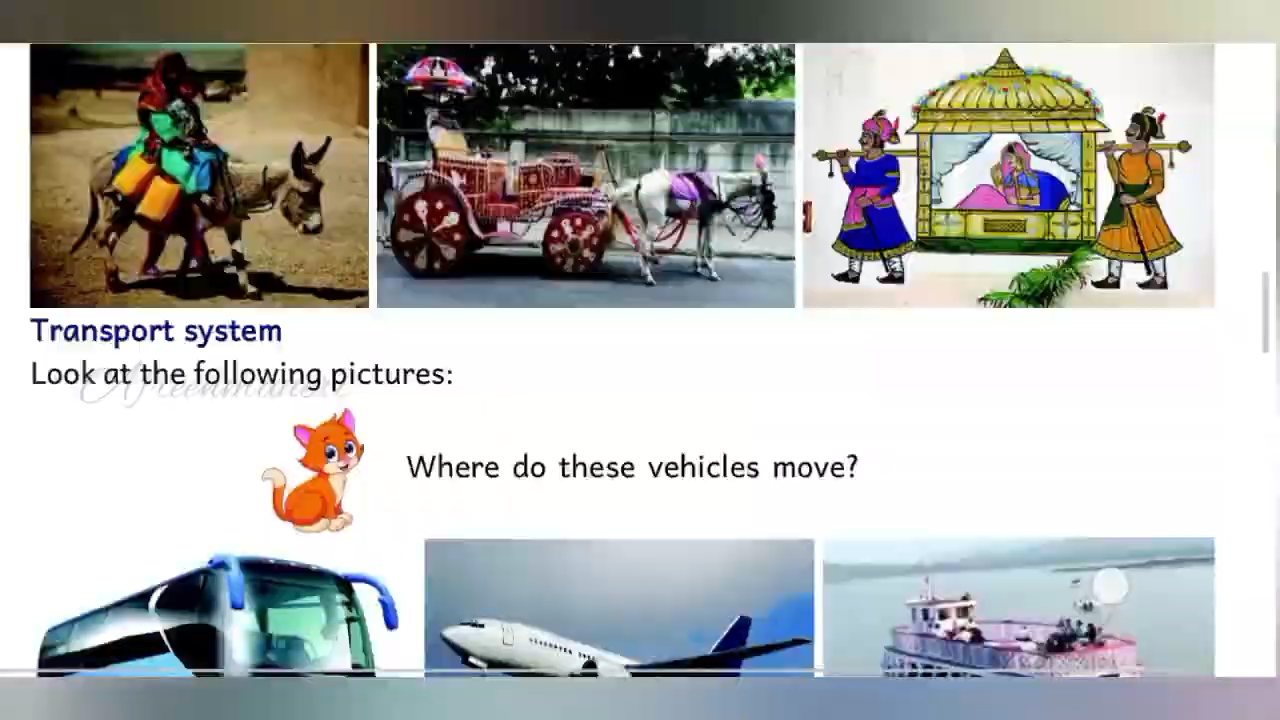 Transport system
Look at the following pictures:
Where do these vehicles move?